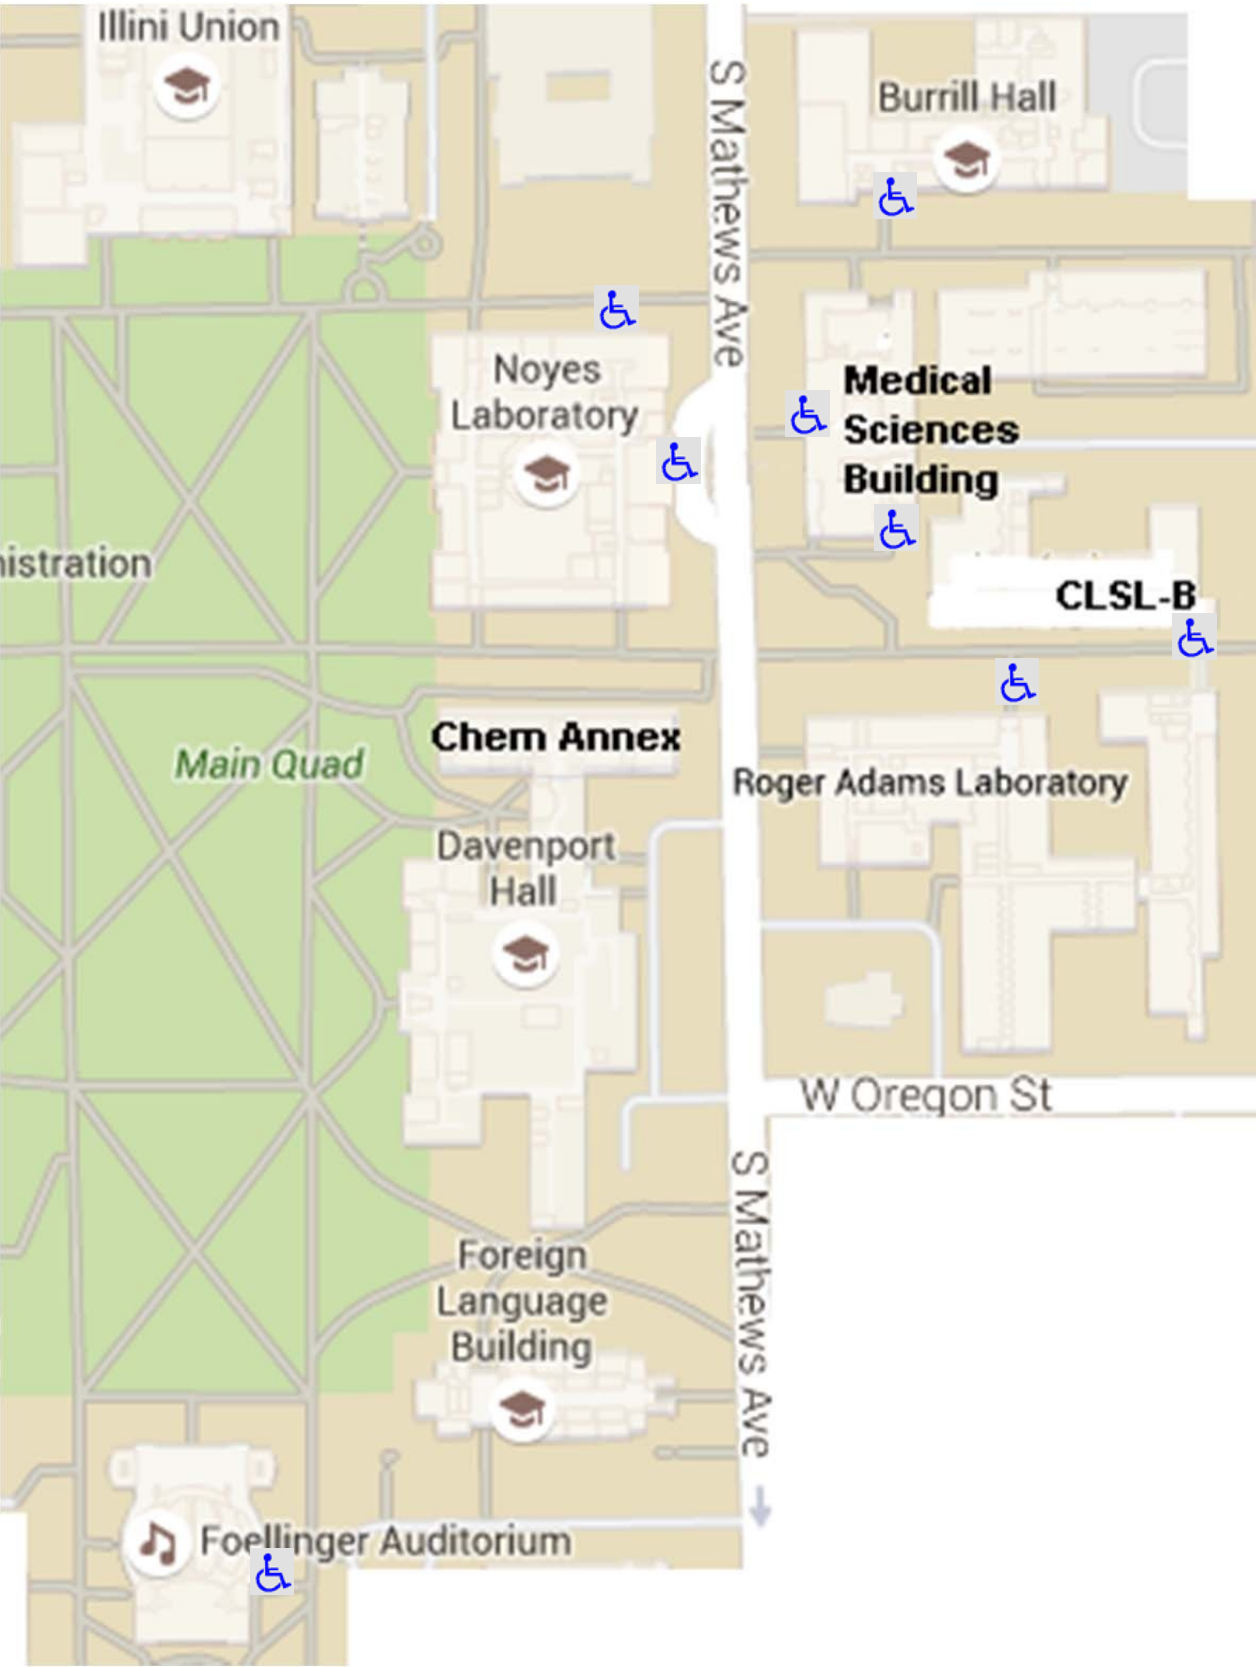 Illini Union
Burrill Hall
S Mathews Ave
Noyes
Laboratory
Medical
Sciences
Building
nistration
CLSL-B
Chem Annex
Main Quad
Roger Adams Laboratory
Davenport
Hall
W Oregon St
S Mathews Ave
Foreign
Language
Building
Foellinger Auditorium